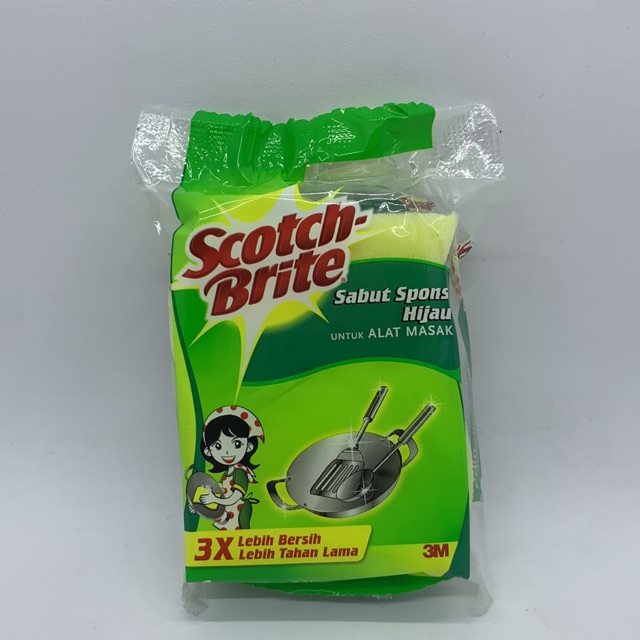 Scotch-
Brite
Sabut Spons
Hijau
UNTUK ALAT MASAK
3X Lebih Bersih
Lebih Tahan Lama
3M